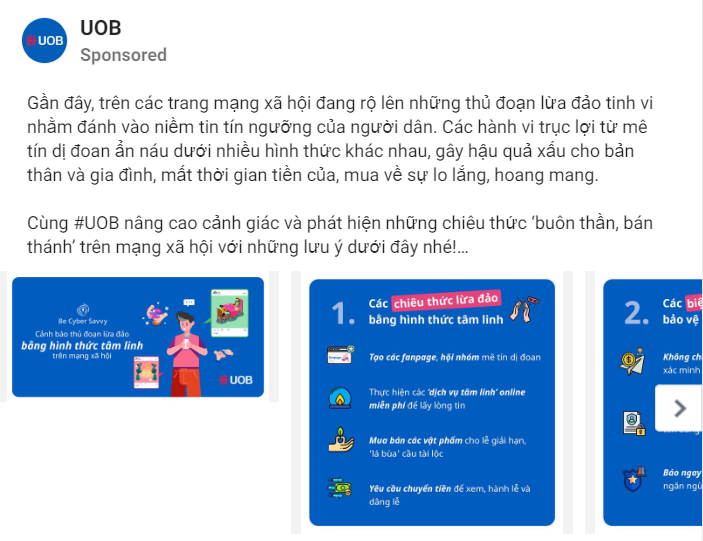 UOB
UOB
Sponsored
Gần đây, trên các trang mạng xã hội đang rộ lên những thủ đoạn lừa đảo tinh vi
nhằm đánh vào niềm tin tín ngưỡng của người dân. Các hành vi trục lợi từ mê
tín dị đoan ẩn náu dưới nhiều hình thức khác nhau, gây hậu quả xấu cho bản
thân và gia đình, mất thời gian tiền của, mua về sự lo lắng, hoang mang.
Cùng #UOB nâng cao cảnh giác và phát hiện những chiêu thức ‘buôn thần, bán
thánh’ trên mạng xã hội với những lưu ý dưới đây nhé!...
Be Cyber Savvy
Cảnh báo thủ đoạn lừa đảo
bằng hình thức tâm linh
trên mạng xã hội
UOB
1.
Các chiêu thức lừa đảo
bằng hình thức tâm linh
Tạo các fanpage, hội nhóm mê tín dị đoan
Thực hiện các ‘dịch vụ tâm linh’ online
miễn phí để lấy lòng tin
Mua bán các vật phẩm cho lễ giải hạn,
‘lá bùa’ cầu tài lộc
Yêu cầu chuyển tiền để xem, hành lễ và
dâng lễ
2.
Các biệ
bảo vệ
Không ch
xác minh
Báo ngay
ngăn ngừ